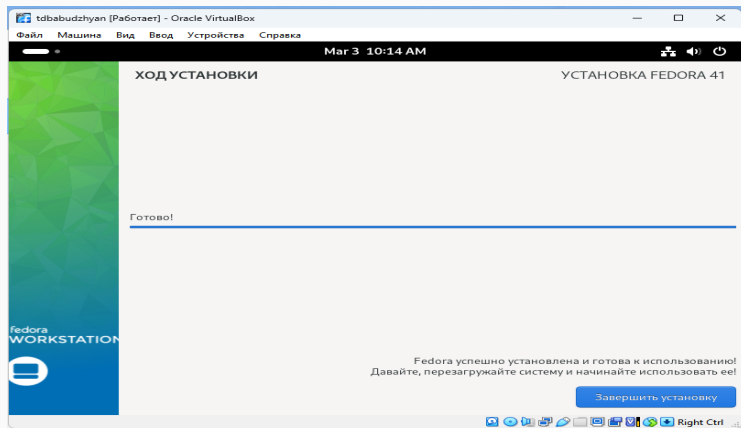 tdbabudzhyan [Работает] - Oracle VirtualBox
Файл Машина Вид Ввод Устройства Справка
Mar 3 10:14 AM
ХОД УСТАНОВКИ
УСТАНОВКА FEDORA 41
Готово!
fedora
WORKSTATION
Fedora успешно установлена и готова к использованию!
Давайте, перезагружайте систему и начинайте использовать ее!
Завершить установку
Right Ctrl